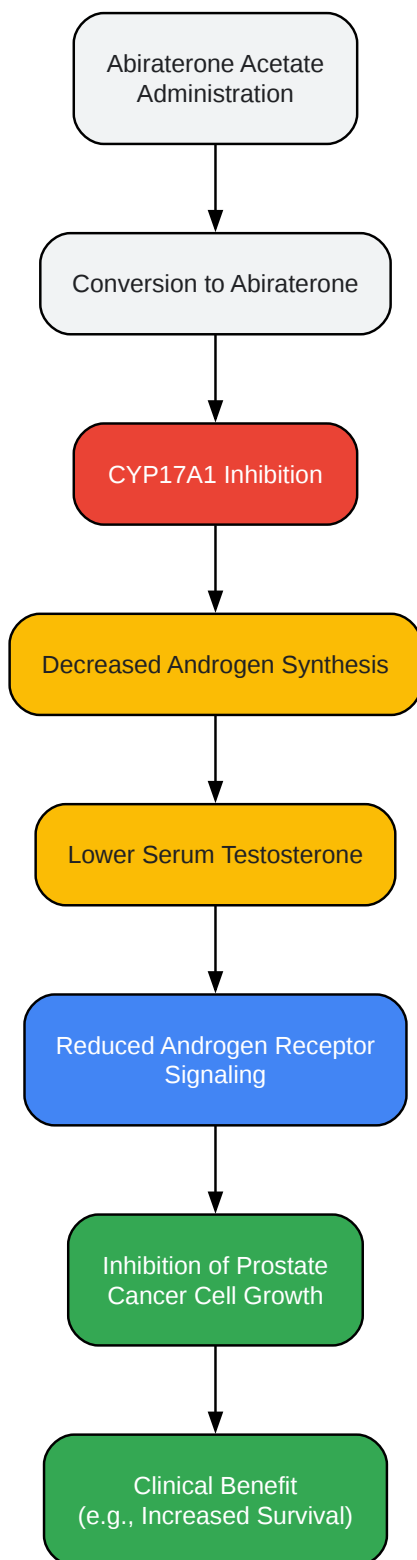 Abiraterone Acetate
Administration
Conversion to Abiraterone
CYP17A1 Inhibition
Decreased Androgen Synthesis
Lower Serum Testosterone
Reduced Androgen Receptor
Signaling
Inhibition of Prostate
Cancer Cell Growth
Clinical Benefit
(e.g., Increased Survival)